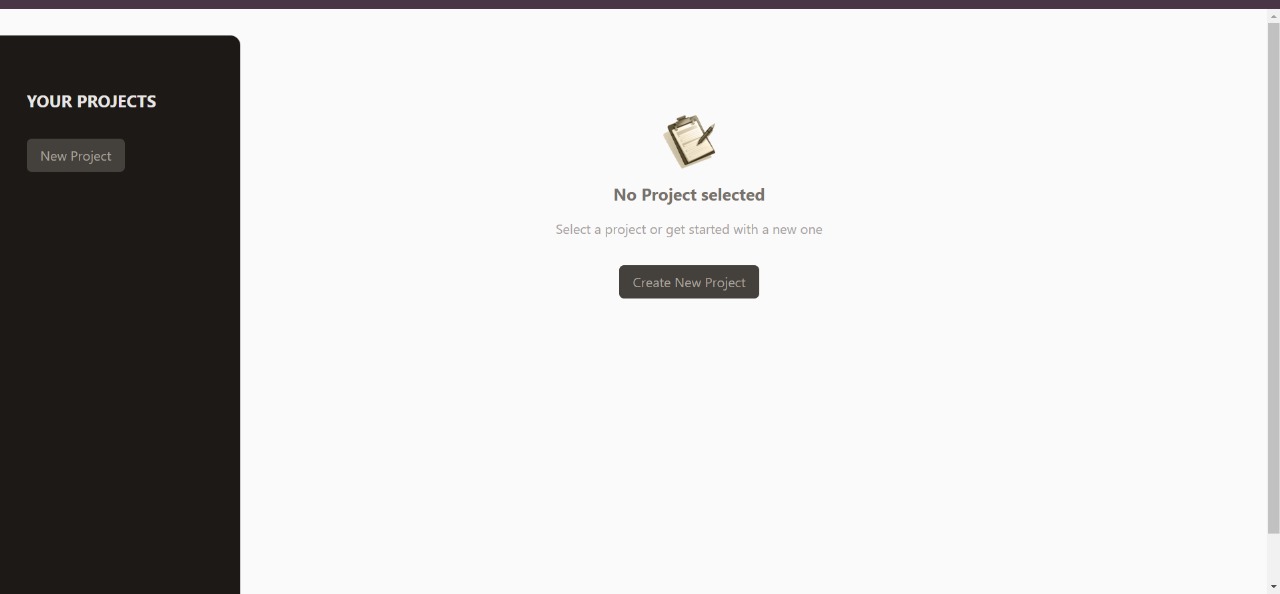 YOUR PROJECTS
New Project
No Project selected
Select a project or get started with a new one
Create New Project